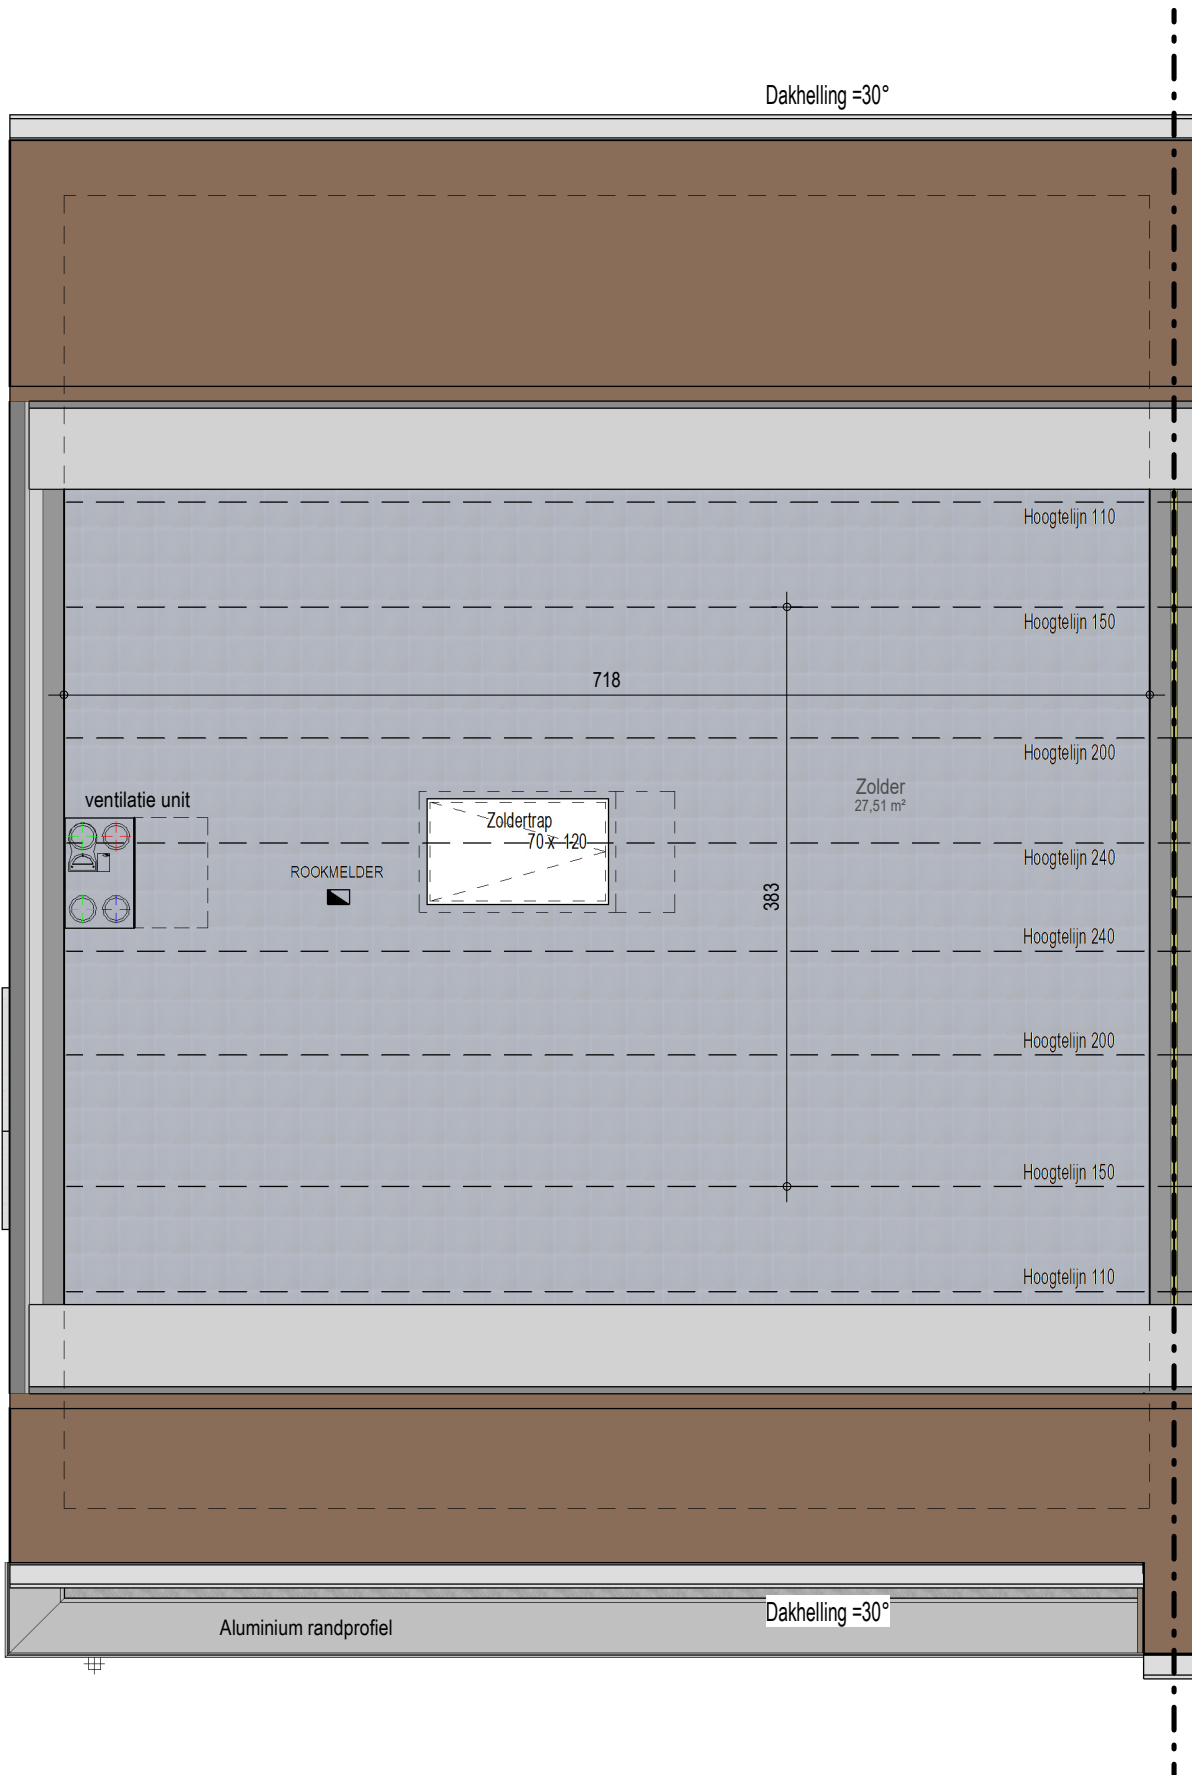 Dakhelling =30°
Hoogtelijn 110
Hoogtelijn 150
718
Hoogtelijn 200
Zolder
27,51 m²
ventilatie unit
Zoldertrap
70 x 120
Hoogtelijn 240
ROOKMELDER
383
Hoogtelijn 240
Hoogtelijn 200
Hoogtelijn 150
Hoogtelijn 110
Dakhelling =30°
Aluminium randprofiel